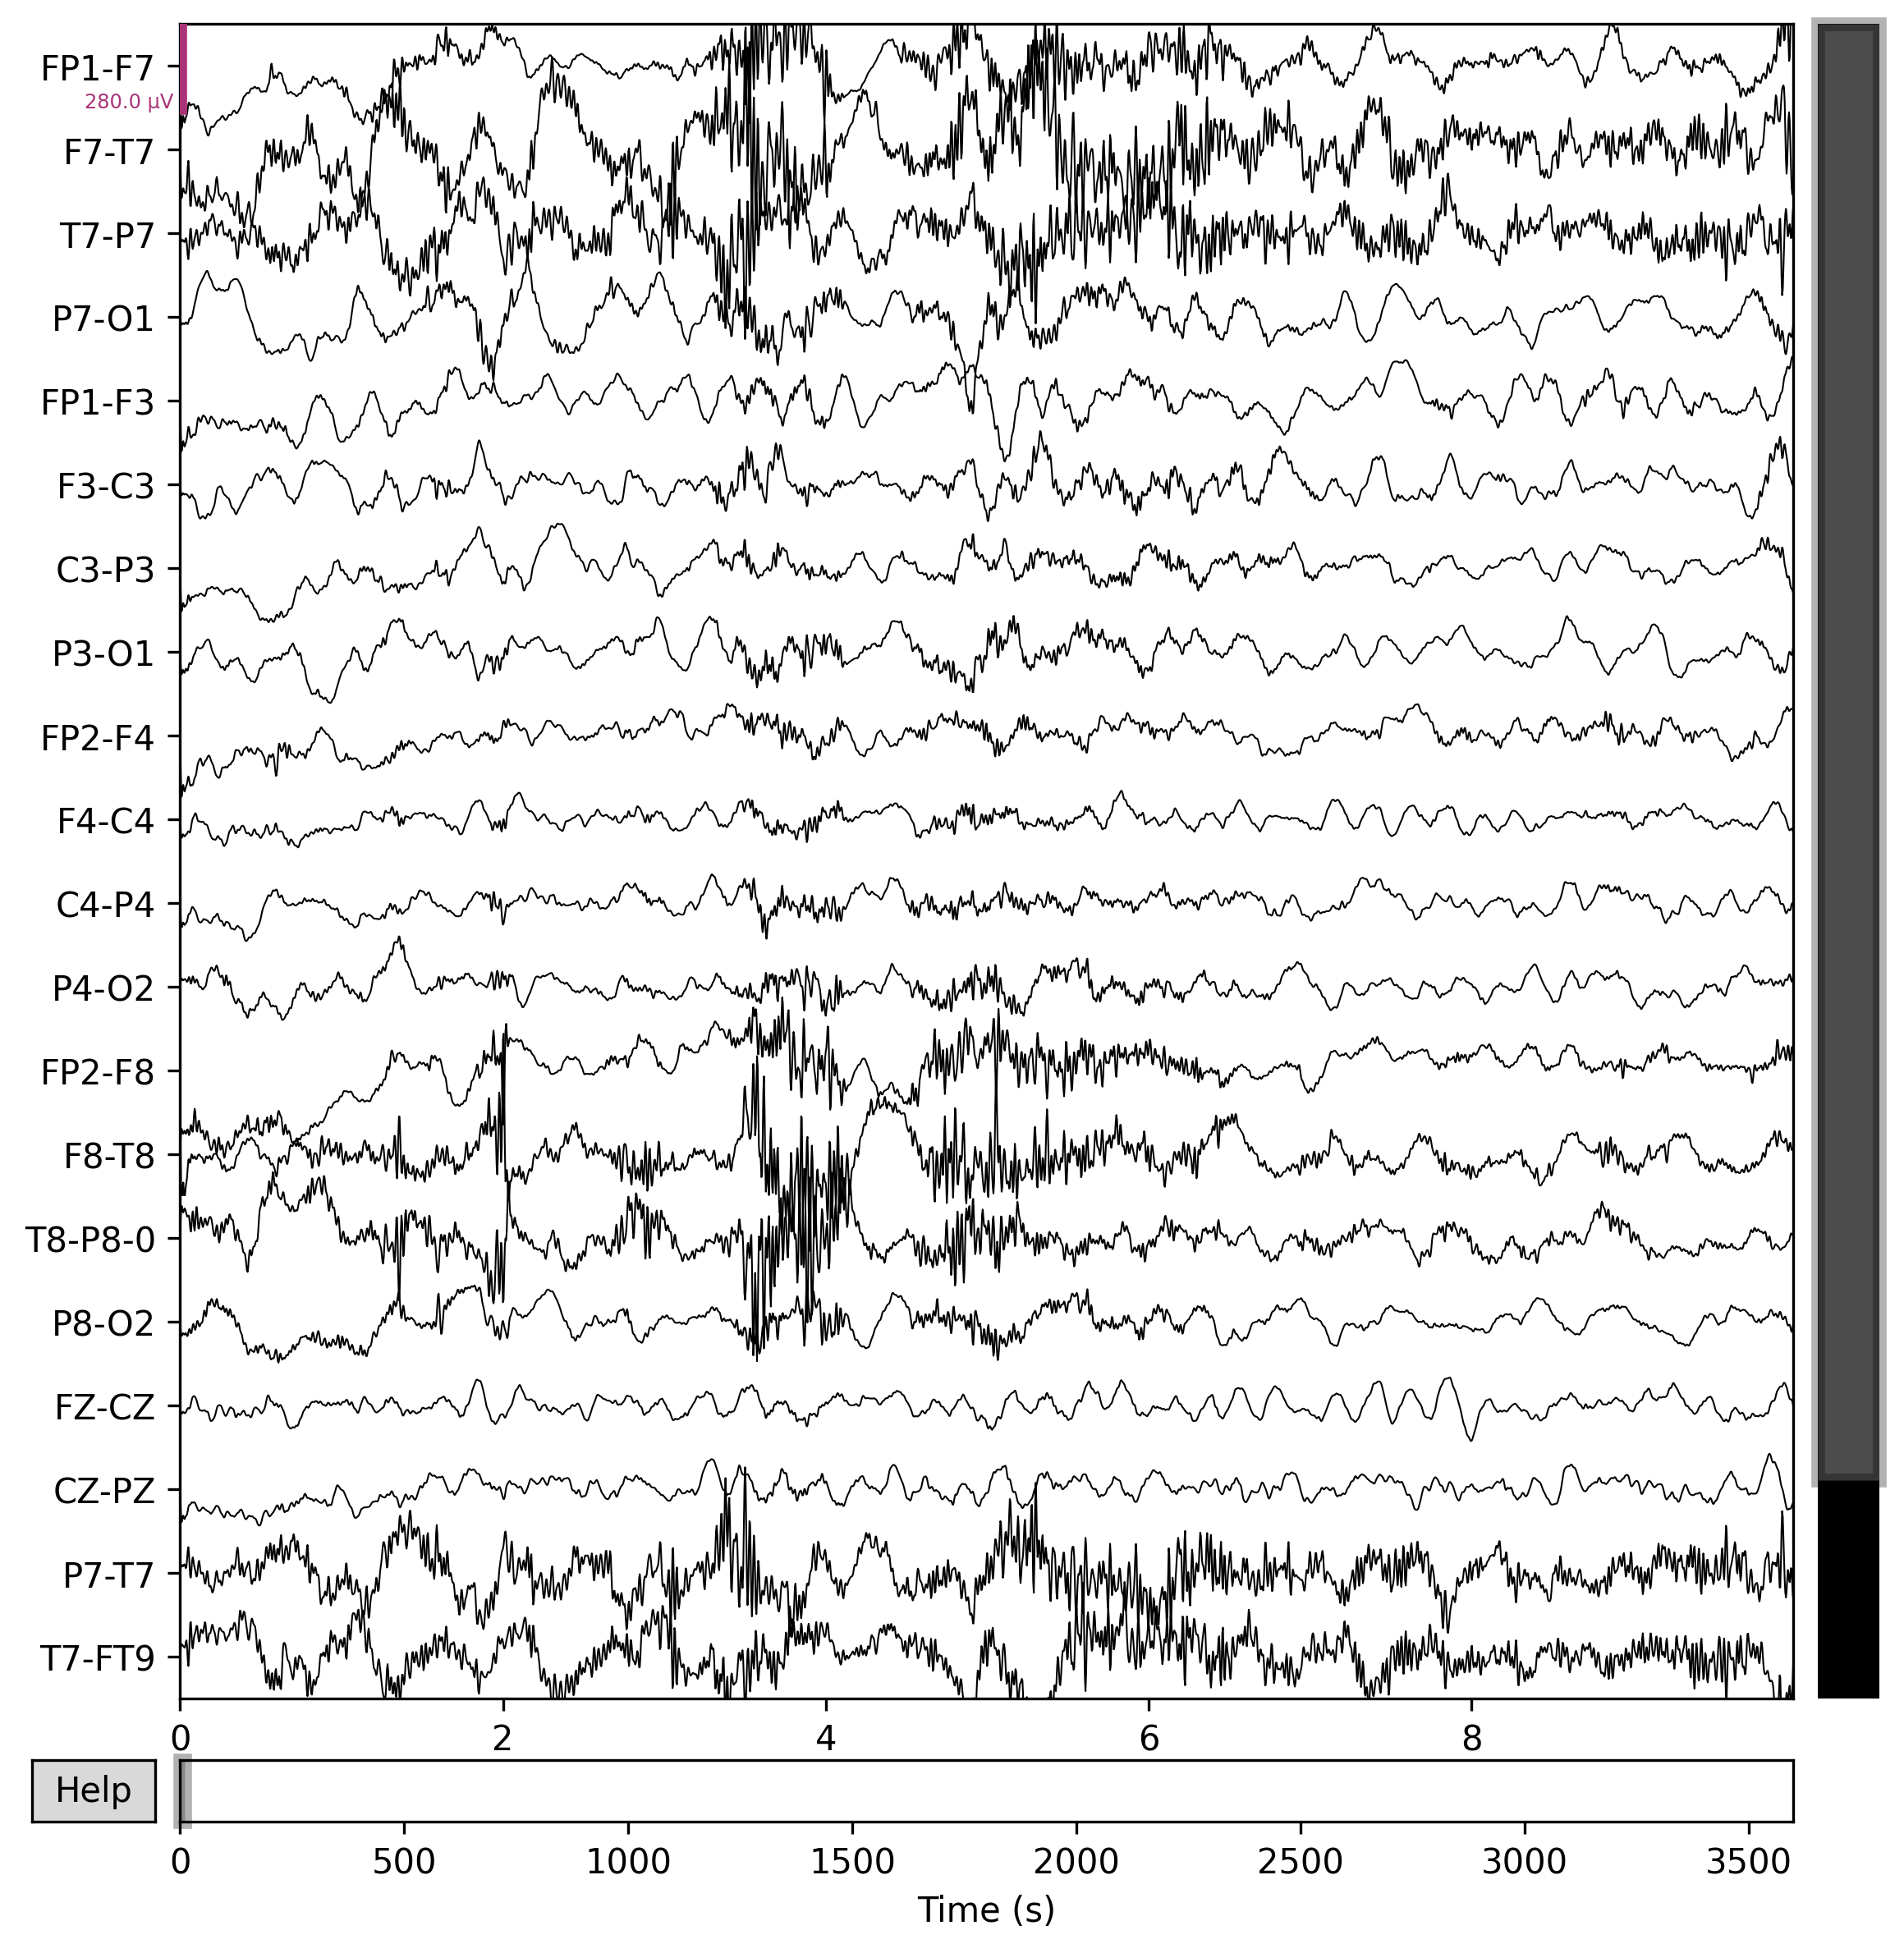 FP1-F7
280.0 µV
F7-T7
T7-P7
P7-O1
FP1-F3
F3-C3
C3-P3
P3-O1
FP2-F4
F4-C4
C4-P4
P4-O2
FP2-F8
F8-T8
T8-P8-0
P8-O2
FZ-CZ
CZ-PZ
P7-T7
T7-FT9
0 2 4 6 8
Help
0 500 1000 1500 2000 2500 3000 3500
Time (s)